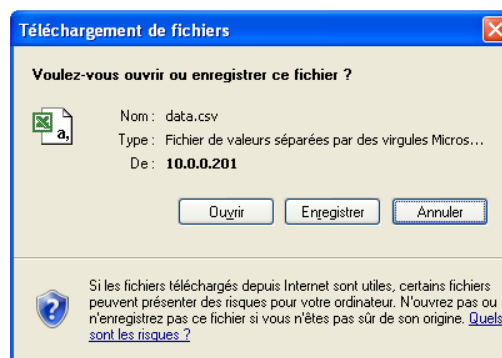 Téléchargement de fichiers
Voulez-vous ouvrir ou enregistrer ce fichier ?
a,
Nom : data.csv
Type : Fichier de valeurs séparées par des virgules Micros...
De : 10.0.0.201
Ouvrir Enregistrer Annuler
Si les fichiers téléchargés depuis Internet sont utiles, certains fichiers
peuvent présenter des risques pour votre ordinateur. N'ouvrez pas ou
n'enregistrez pas ce fichier si vous n'êtes pas sûr de son origine. Quels
sont les risques ?